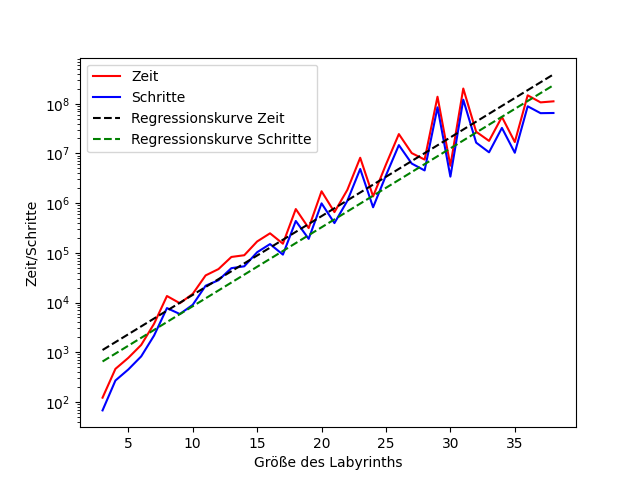 Zeit
Schritte
Regressionskurve Zeit
Regressionskurve Schritte
10⁸
10⁷
10⁶
10⁵
10⁴
10³
10²
Zeit/Schritte
5 10 15 20 25 30 35
Größe des Labyrinths